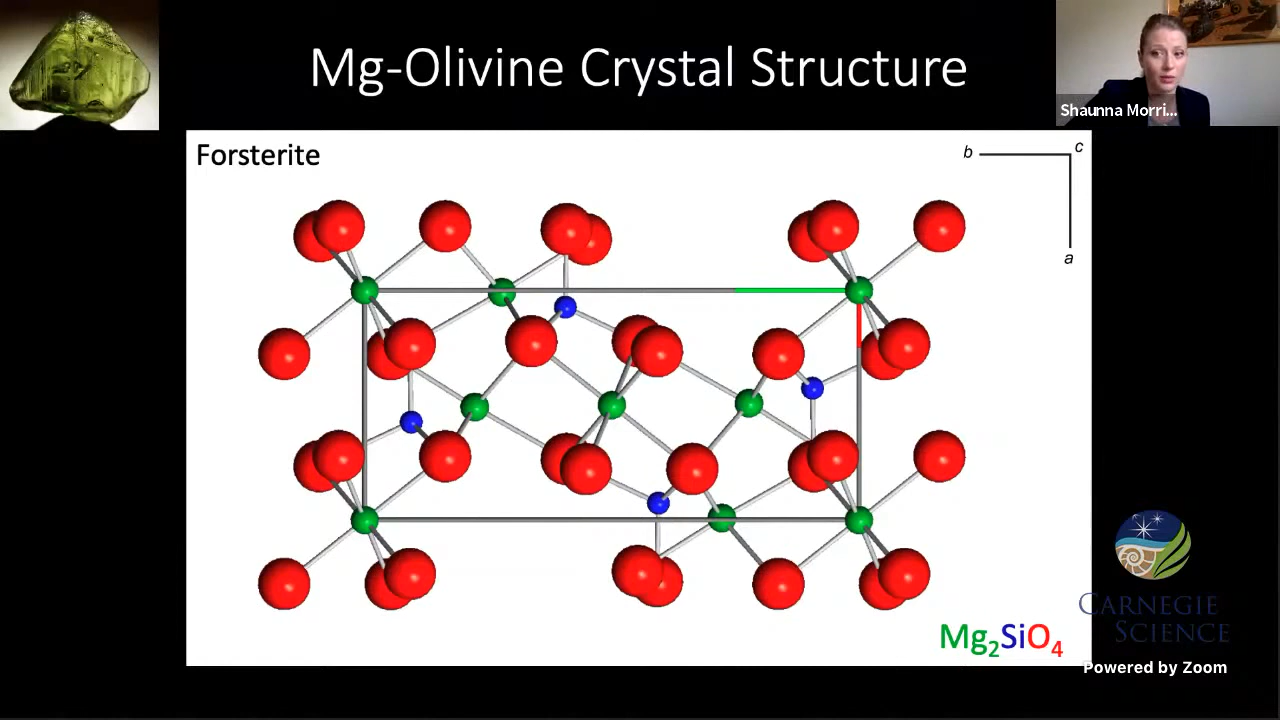 Mg-Olivine Crystal Structure
Shaunna Morri...
Forsterite
b
c
a
Mg₂SiO₄
CARNEGIE
SCIENCE
Powered by Zoom